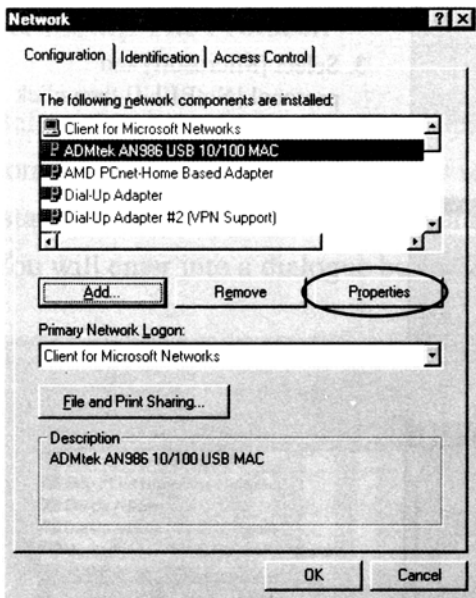 Network
Configuration Identification Access Control
The following network components are installed:
Client for Microsoft Networks
ADMtek AN986 USB 10/100 MAC
AMD PCnet-Home Based Adapter
Dial-Up Adapter
Dial-Up Adapter #2 (VPN Support)
Add... Remove Properties
Primary Network Logon:
Client for Microsoft Networks
File and Print Sharing...
Description
ADMtek AN986 10/100 USB MAC
OK Cancel